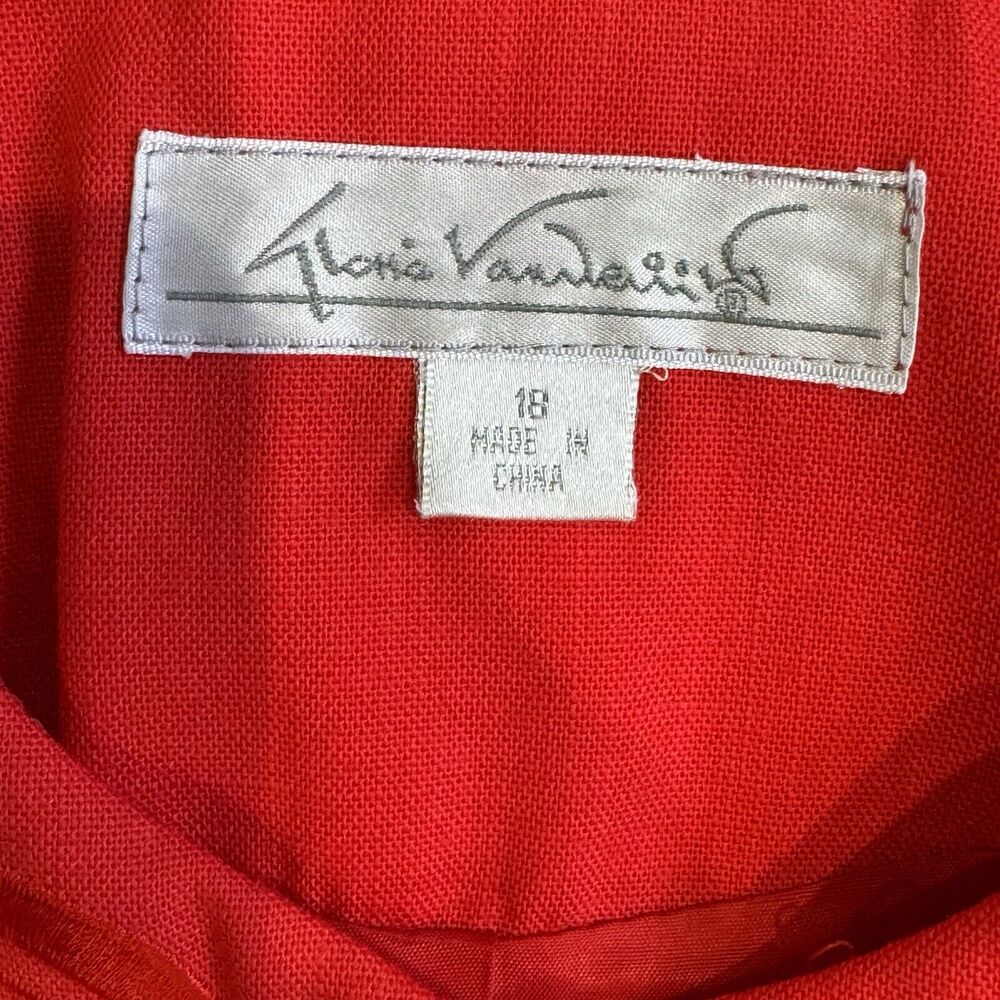 Gloria Vanderbilt ®
18
MADE IN
CHINA